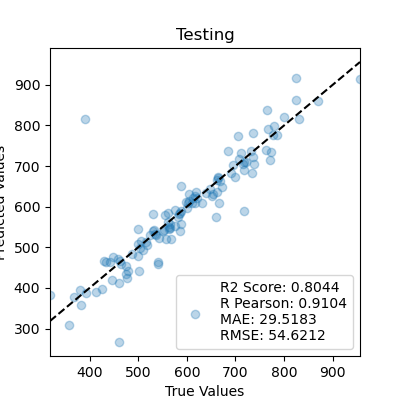 Testing
900
800
700
600
500
400
300
Predicted Values
R2 Score: 0.8044
R Pearson: 0.9104
MAE: 29.5183
RMSE: 54.6212
400 500 600 700 800 900
True Values